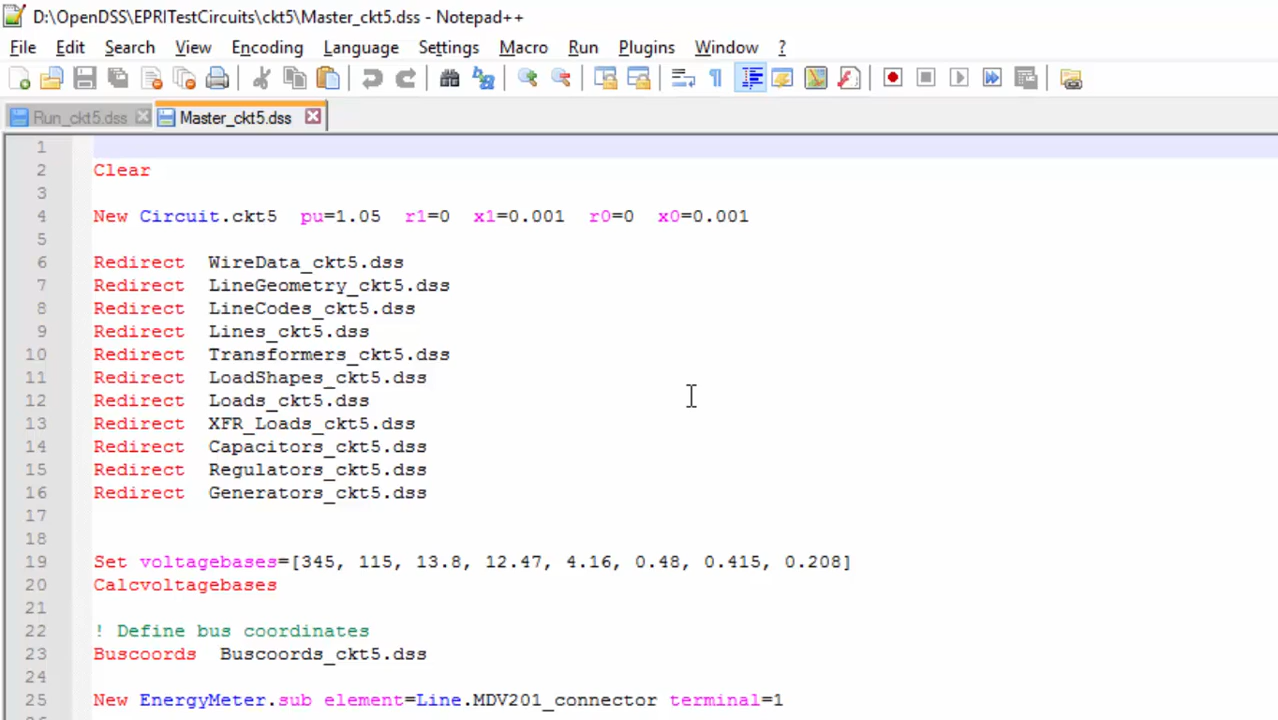 D:\OpenDSS\EPRITestCircuits\ckt5\Master_ckt5.dss - Notepad++
File Edit Search View Encoding Language Settings Macro Run Plugins Window ?
Run_ckt5.dss Master_ckt5.dss
1
2 Clear
3
4 New Circuit.ckt5 pu=1.05 r1=0 x1=0.001 r0=0 x0=0.001
5
6 Redirect WireData_ckt5.dss
7 Redirect LineGeometry_ckt5.dss
8 Redirect LineCodes_ckt5.dss
9 Redirect Lines_ckt5.dss
10 Redirect Transformers_ckt5.dss
11 Redirect LoadShapes_ckt5.dss
12 Redirect Loads_ckt5.dss
13 Redirect XFR_Loads_ckt5.dss
14 Redirect Capacitors_ckt5.dss
15 Redirect Regulators_ckt5.dss
16 Redirect Generators_ckt5.dss
17
18
19 Set voltagebases=[345, 115, 13.8, 12.47, 4.16, 0.48, 0.415, 0.208]
20 Calcvoltagebases
21
22 ! Define bus coordinates
23 Buscoords Buscoords_ckt5.dss
24
25 New EnergyMeter.sub element=Line.MDV201_connector terminal=1